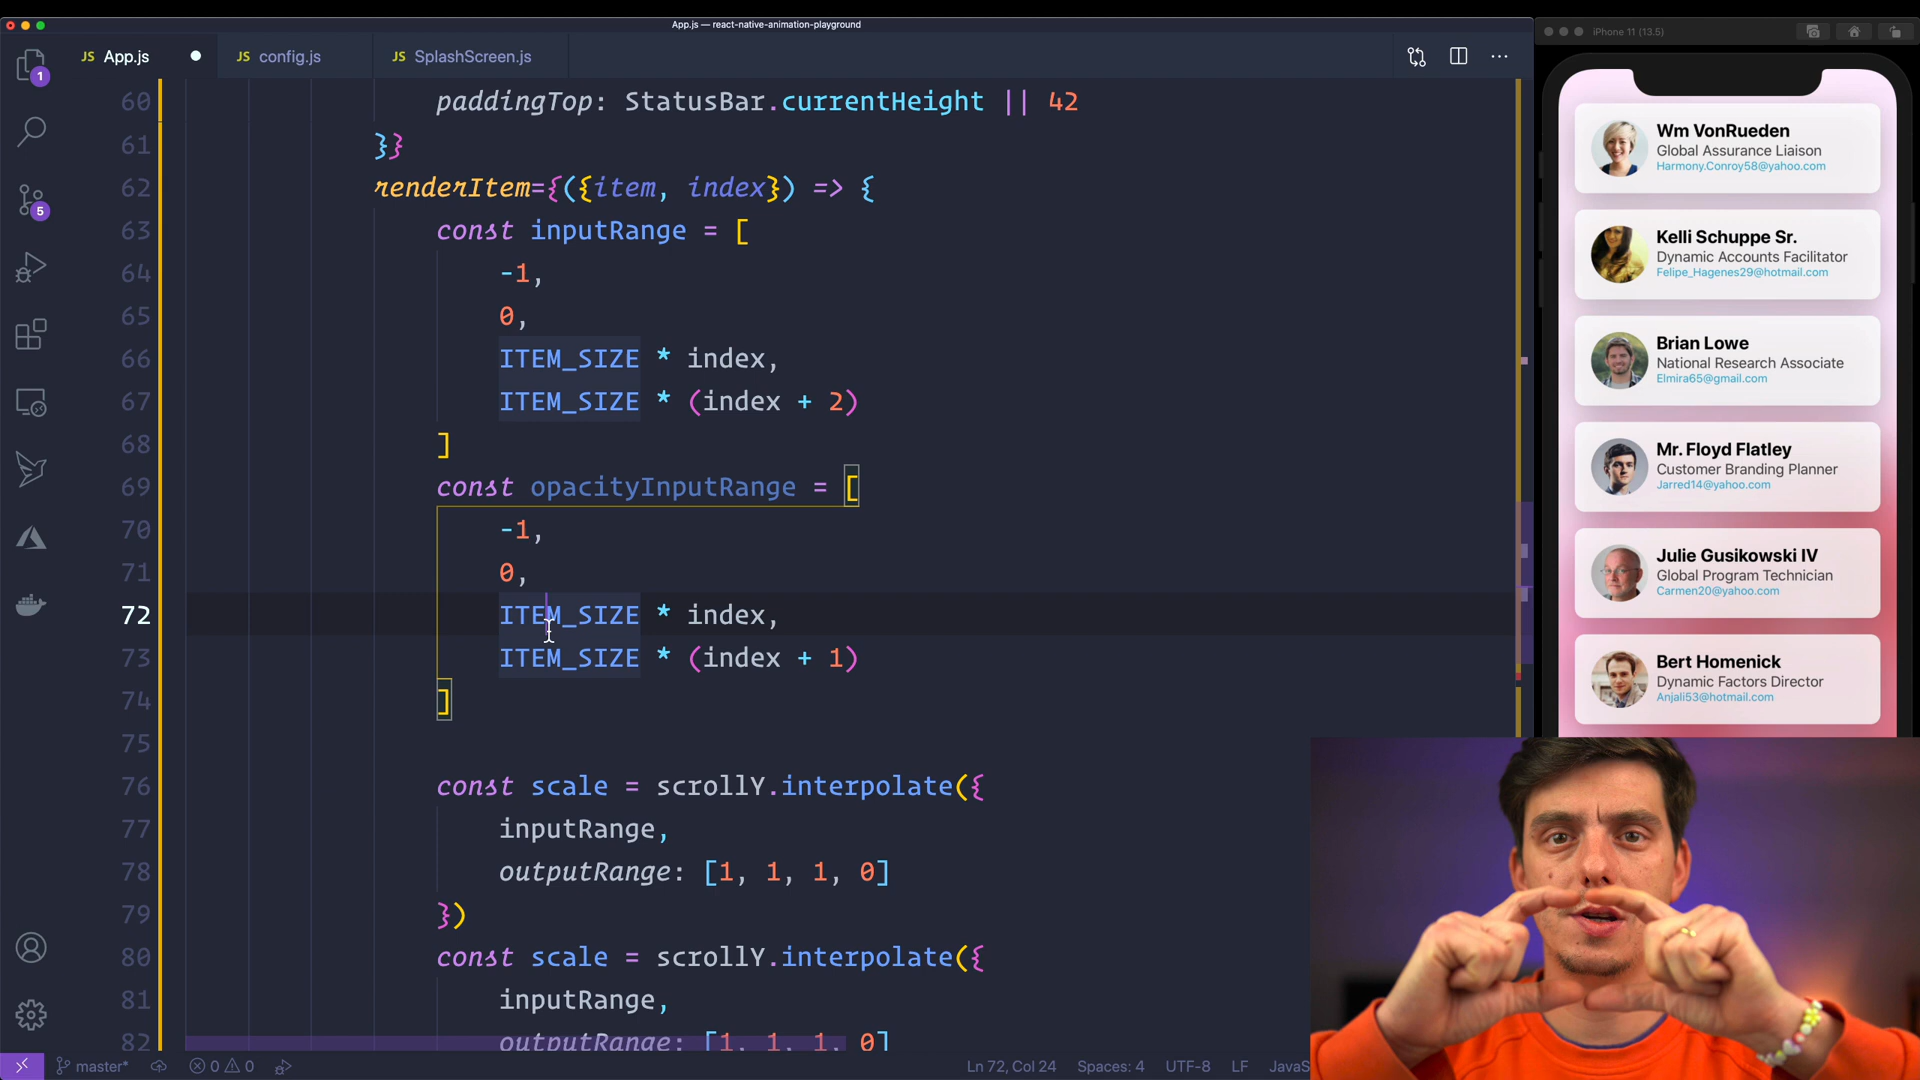 App.js — react-native-animation-playground
iPhone 11 (13.5)
JS App.js
JS config.js
JS SplashScreen.js
1
5
60 paddingTop: StatusBar.currentHeight || 42
61 }}
62 renderItem={({item, index}) => {
63 const inputRange = [
64 -1,
65 0,
66 ITEM_SIZE * index,
67 ITEM_SIZE * (index + 2)
68 ]
69 const opacityInputRange = [
70 -1,
71 0,
72 ITEM_SIZE * index,
73 ITEM_SIZE * (index + 1)
74 ]
75
76 const scale = scrollY.interpolate({
77 inputRange,
78 outputRange: [1, 1, 1, 0]
79 })
80 const scale = scrollY.interpolate({
81 inputRange,
82 outputRange: [1, 1, 1, 0]
master*
0 0
Ln 72, Col 24
Spaces: 4
UTF-8
LF
JavaS
Wm VonRueden
Global Assurance Liaison
Harmony.Conroy58@yahoo.com
Kelli Schuppe Sr.
Dynamic Accounts Facilitator
Felipe_Hagenes29@hotmail.com
Brian Lowe
National Research Associate
Elmira65@gmail.com
Mr. Floyd Flatley
Customer Branding Planner
Jarred14@yahoo.com
Julie Gusikowski IV
Global Program Technician
Carmen20@yahoo.com
Bert Homenick
Dynamic Factors Director
Anjali53@hotmail.com